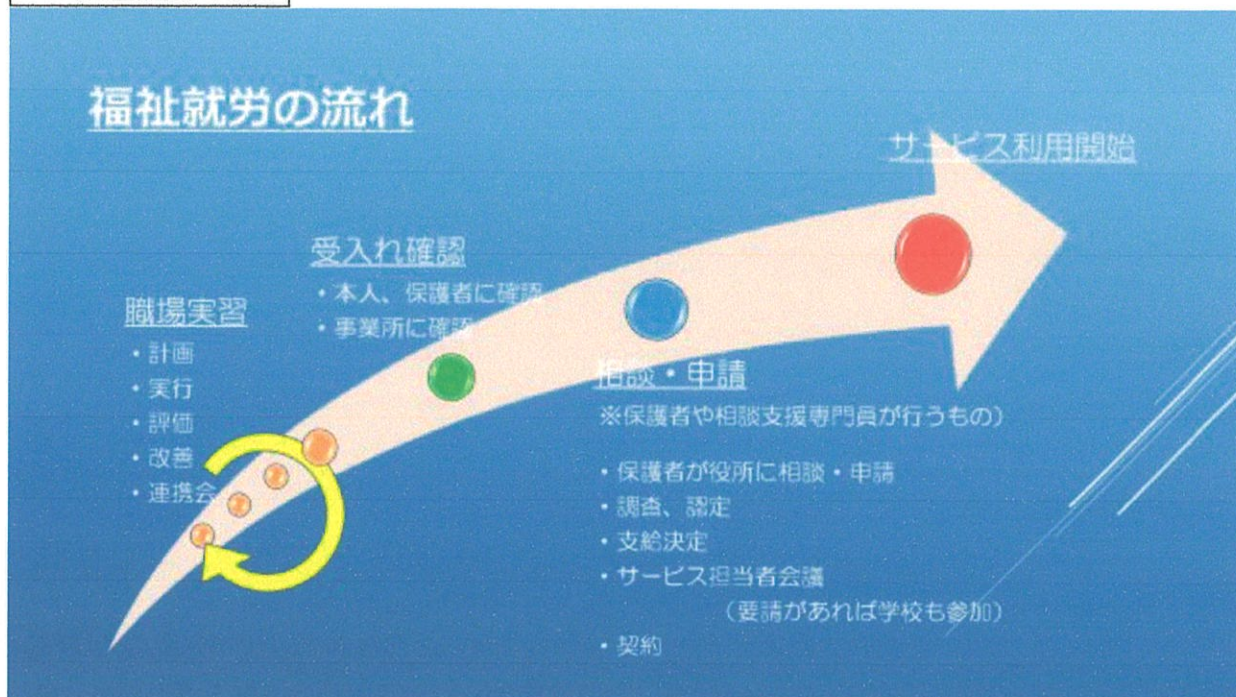 福祉就労の流れ
サービス利用開始
受入れ確認
・本人、保護者に確認
・事業所に確認
職場実習
・計画
・実行
・評価
・改善
・連携会
相談・申請
※保護者や相談支援専門員が行うもの）
・保護者が役所に相談・申請
・調査、認定
・支給決定
・サービス担当者会議
（要請があれば学校も参加）
・契約